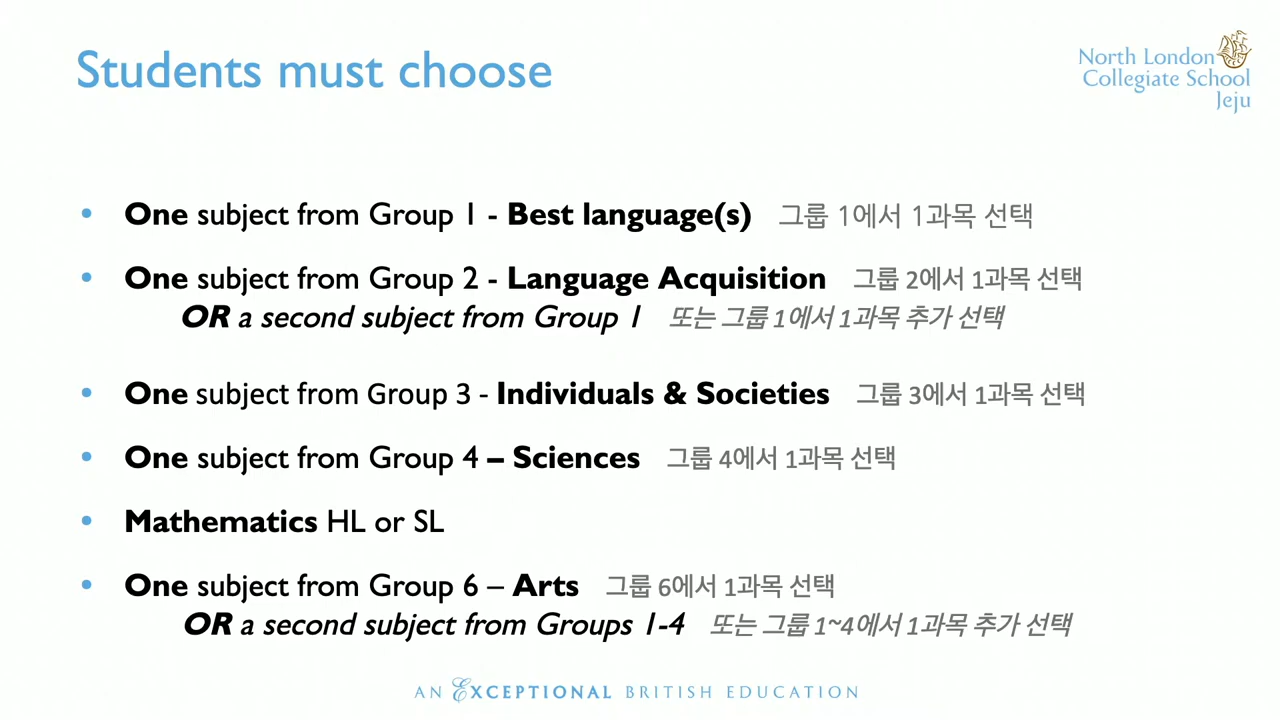 Students must choose
North London
Collegiate School
Jeju
• One subject from Group 1 - Best language(s) 그룹 1에서 1과목 선택
• One subject from Group 2 - Language Acquisition 그룹 2에서 1과목 선택
OR a second subject from Group 1 또는 그룹 1에서 1과목 추가 선택
• One subject from Group 3 - Individuals & Societies 그룹 3에서 1과목 선택
• One subject from Group 4 – Sciences 그룹 4에서 1과목 선택
• Mathematics HL or SL
• One subject from Group 6 – Arts 그룹 6에서 1과목 선택
OR a second subject from Groups 1-4 또는 그룹 1~4에서 1과목 추가 선택
AN EXCEPTIONAL BRITISH EDUCATION